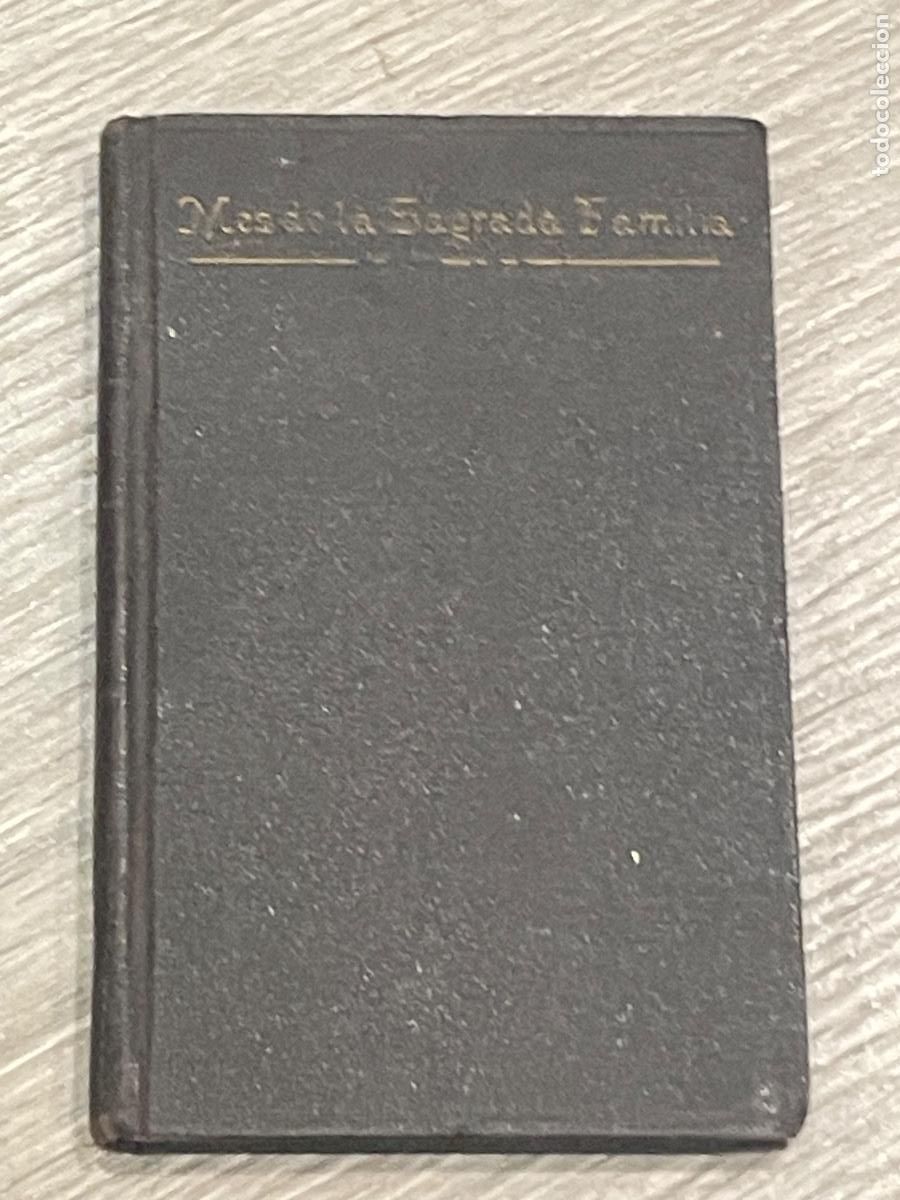 Mes de la Sagrada Familia
todocoleccion